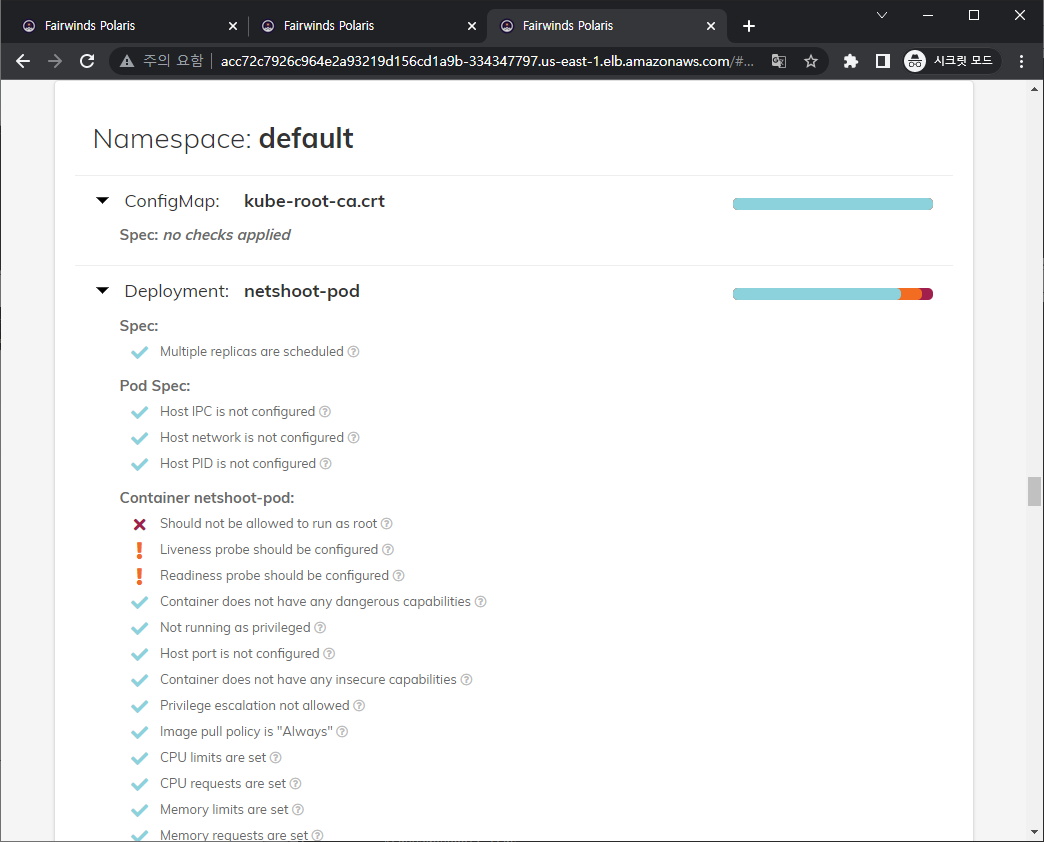 Fairwinds Polaris
Fairwinds Polaris
Fairwinds Polaris
주의 요함
acc72c7926c964e2a93219d156cd1a9b-334347797.us-east-1.elb.amazonaws.com/#...
시크릿 모드
Namespace: default
ConfigMap: kube-root-ca.crt
Spec: no checks applied
Deployment: netshoot-pod
Spec:
Multiple replicas are scheduled
Pod Spec:
Host IPC is not configured
Host network is not configured
Host PID is not configured
Container netshoot-pod:
Should not be allowed to run as root
Liveness probe should be configured
Readiness probe should be configured
Container does not have any dangerous capabilities
Not running as privileged
Host port is not configured
Container does not have any insecure capabilities
Privilege escalation not allowed
Image pull policy is "Always"
CPU limits are set
CPU requests are set
Memory limits are set
Memory requests are set